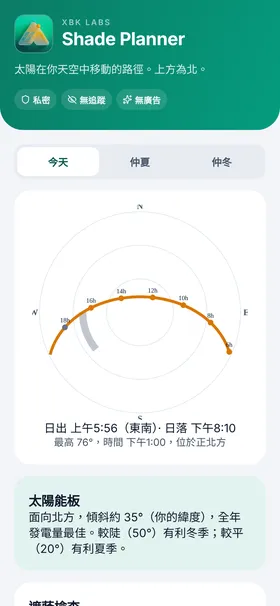 XBK LABS
Shade Planner
太陽在你天空中移動的路徑。上方為北。
私密
無追蹤
無廣告
今天
仲夏
仲冬
N
14h
12h
16h
10h
18h
8h
6h
W
E
S
日出 上午5:56（東南）· 日落 下午8:10
最高 76°，時間 下午1:00，位於正北方
太陽能板
面向北方，傾斜約 35°（你的緯度），全年
發電量最佳。較陡（50°）有利冬季；較平
（20°）有利夏季。